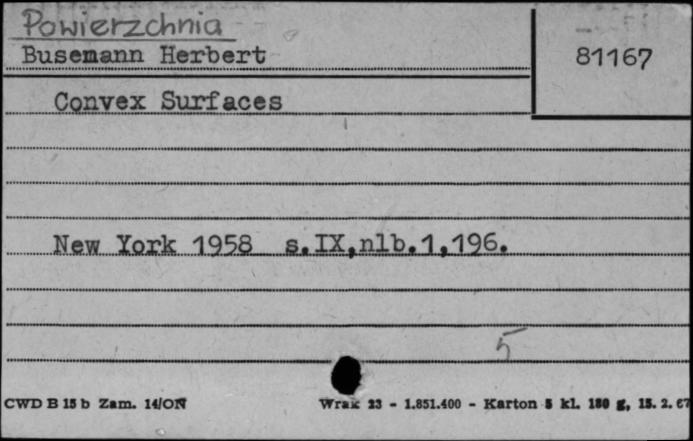 Powierzchnia
Busemann Herbert
81167
Convex Surfaces
New York 1958 s.IX,nlb.1,196.
5
CWD B 15 b Zam. 14/ON
Wrak 23 - 1.851.400 - Karton 5 kl. 180 g, 15. 2. 67